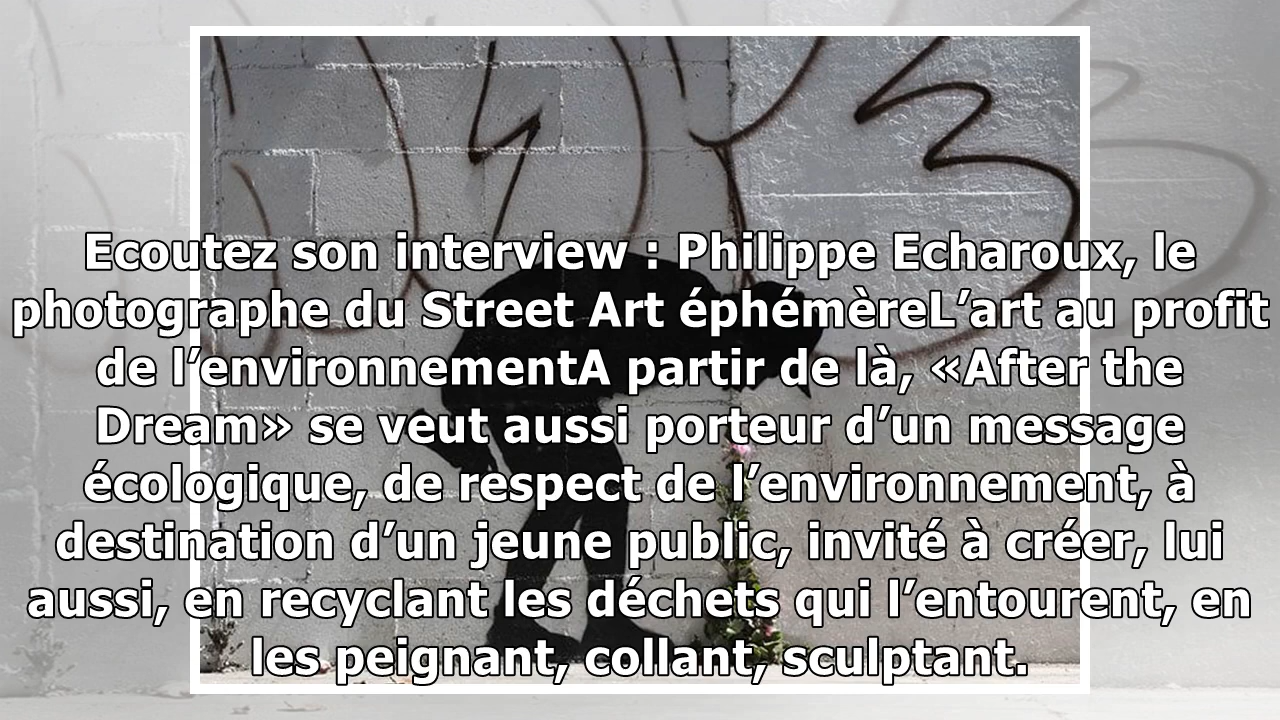 Ecoutez son interview : Philippe Echaroux, le
photographe du Street Art éphémèreL’art au profit
de l’environnementA partir de là, «After the
Dream» se veut aussi porteur d’un message
écologique, de respect de l’environnement, à
destination d’un jeune public, invité à créer, lui
aussi, en recyclant les déchets qui l’entourent, en
les peignant, collant, sculptant.